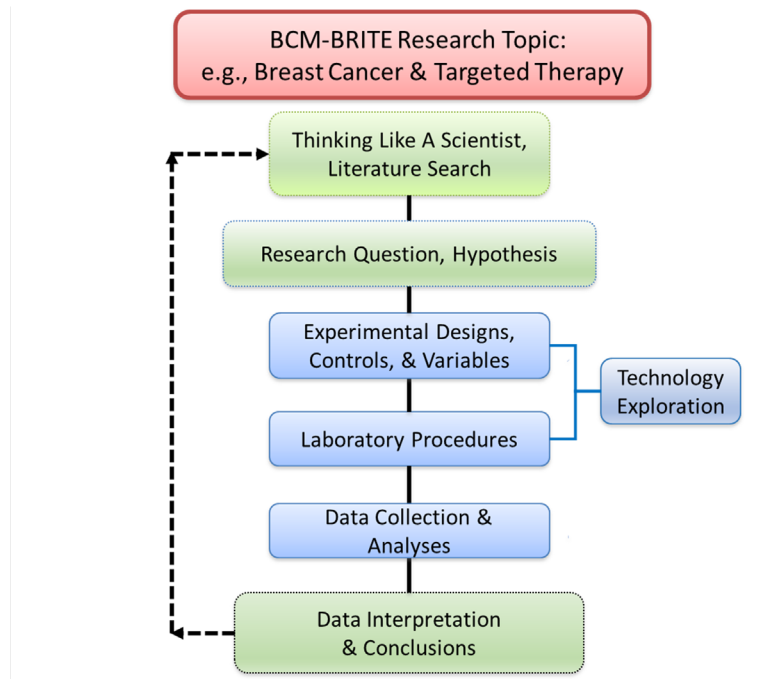 BCM-BRITE Research Topic:
e.g., Breast Cancer & Targeted Therapy
Thinking Like A Scientist,
Literature Search
Research Question, Hypothesis
Experimental Designs,
Controls, & Variables
Technology
Exploration
Laboratory Procedures
Data Collection &
Analyses
Data Interpretation
& Conclusions